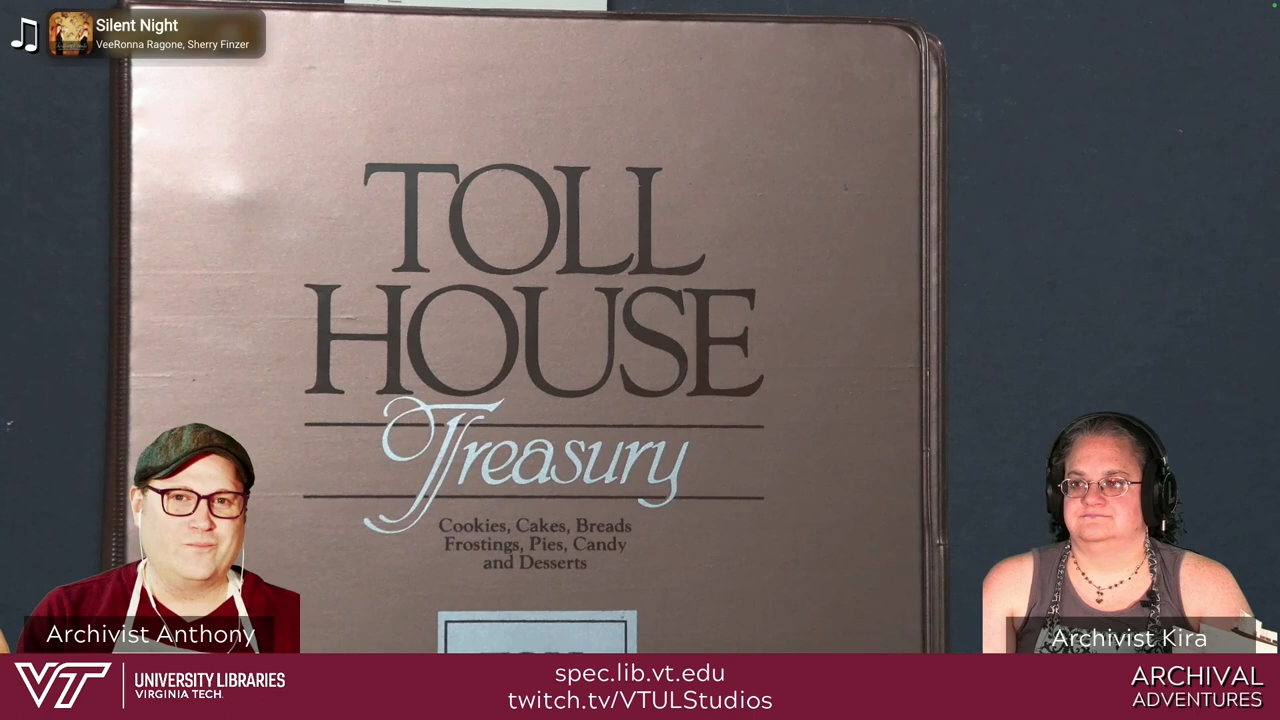 Silent Night
VeeRonna Ragone, Sherry Finzer
TOLL
HOUSE
Treasury
Cookies, Cakes, Breads
Frostings, Pies, Candy
and Desserts
Archivist Anthony
Archivist Kira
VT
UNIVERSITY LIBRARIES
VIRGINIA TECH
spec.lib.vt.edu
twitch.tv/VTULStudios
ARCHIVAL
ADVENTURES